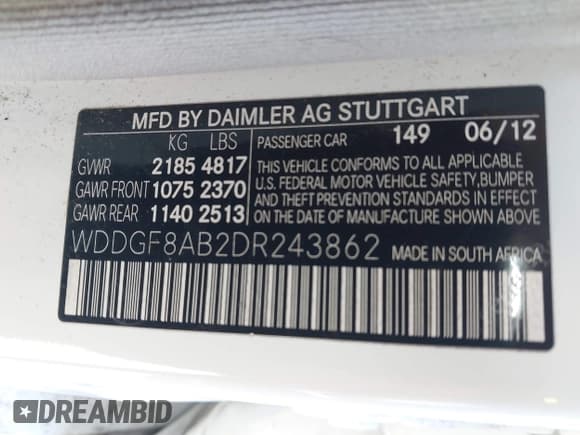 MFD BY DAIMLER AG STUTTGART
KG LBS PASSENGER CAR 149 06/12
GVWR 2185 4817
GAWR FRONT 1075 2370
GAWR REAR 1140 2513
THIS VEHICLE CONFORMS TO ALL APPLICABLE
U.S. FEDERAL MOTOR VEHICLE SAFETY, BUMPER
AND THEFT PREVENTION STANDARDS IN EFFECT
ON THE DATE OF MANUFACTURE SHOWN ABOVE.
WDDGF8AB2DR243862 MADE IN SOUTH AFRICA
DREAMBID